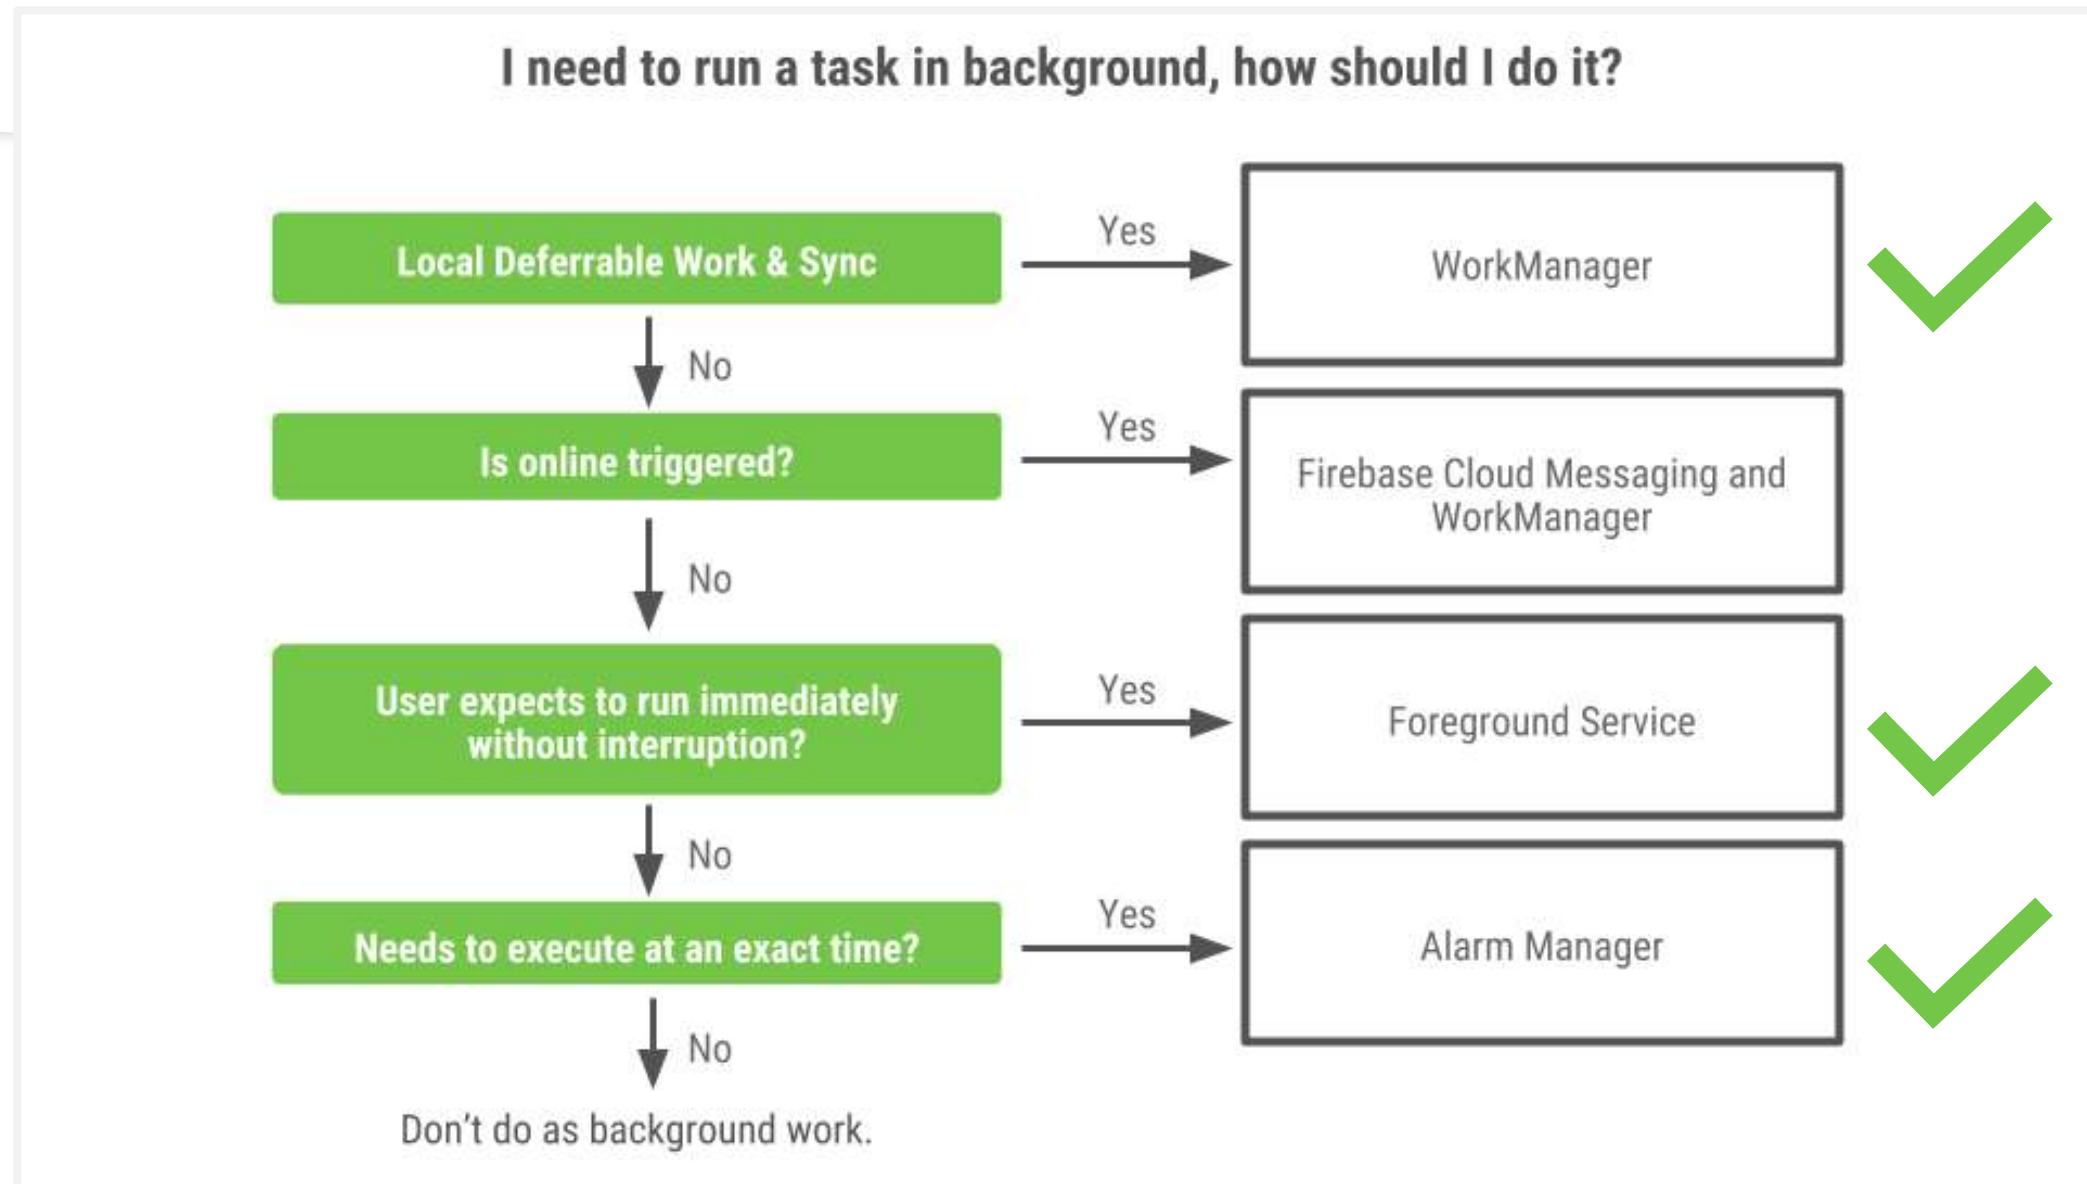 I need to run a task in background, how should I do it?
Local Deferrable Work & Sync
Yes
WorkManager
No
Is online triggered?
Yes
Firebase Cloud Messaging and
WorkManager
No
User expects to run immediately
without interruption?
Yes
Foreground Service
No
Needs to execute at an exact time?
Yes
Alarm Manager
No
Don't do as background work.